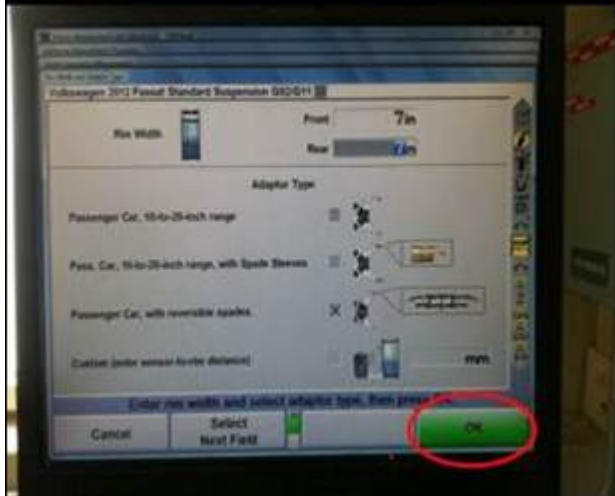 Volkswagen 2012 Passat Standard Suspension G02/G11
Rim Width
Front 7in
Rear 7in
Adaptor Type
Passenger Car, 10-to-20-inch range
Pass. Car, 10-to-20-inch range, with Spade Sleeves
Passenger Car, with reversible spades.
Custom (enter sensor-to-rim distance)
mm
Enter rim width and select adaptor type, then press
Cancel
Select
Next Field
OK